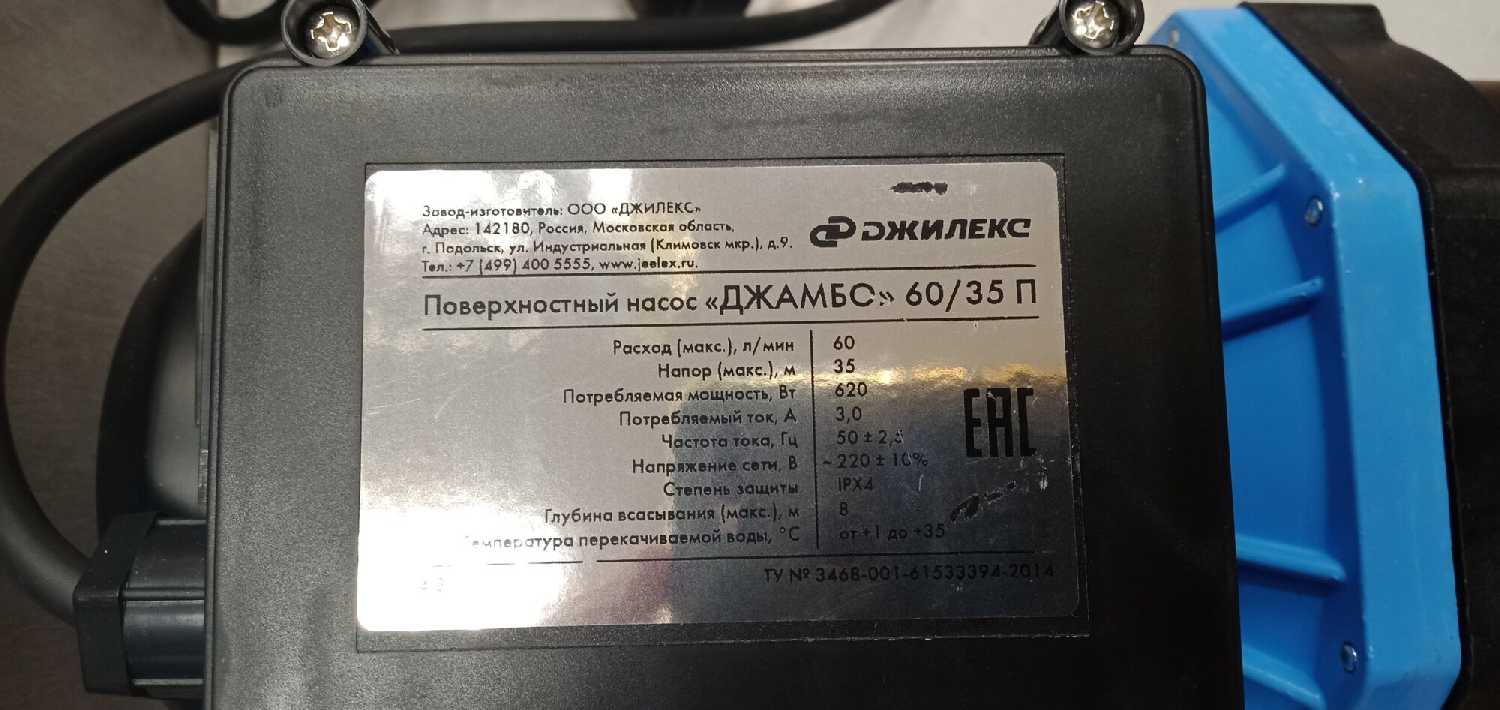 Завод-изготовитель: ООО «ДЖИЛЕКС»
Адрес: 142180, Россия, Московская область,
г. Подольск, ул. Индустриальная (Климовск мкр.), д.9.
Тел.: +7 (499) 400 5555, www.jeelex.ru.
ДЖИЛЕКС
Поверхностный насос «ДЖАМБО» 60/35 П
Расход (макс.), л/мин 60
Напор (макс.), м 35
Потребляемая мощность, Вт 620
Потребляемый ток, А 3,0
Частота тока, Гц 50 ± 2,5
Напряжение сети, В ~ 220 ± 10%
Степень защиты IPX4
Глубина всасывания (макс.), м 8
Температура перекачиваемой воды, °С от +1 до +35
ЕАС
ТУ № 3468-001-61533394-2014